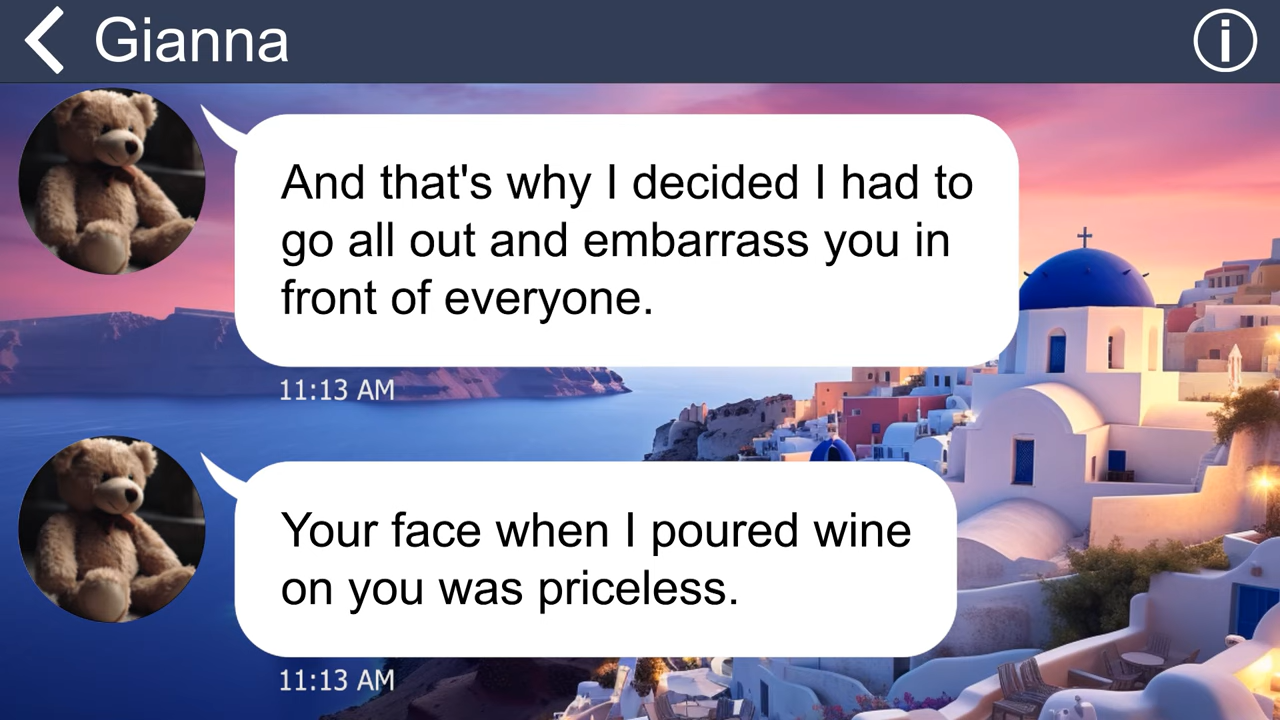 Gianna
And that's why I decided I had to
go all out and embarrass you in
front of everyone.
11:13 AM
Your face when I poured wine
on you was priceless.
11:13 AM